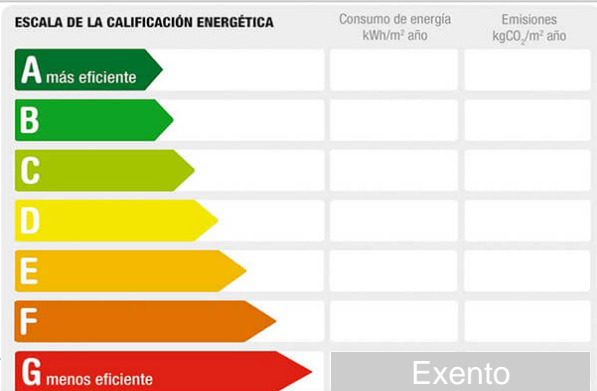 ESCALA DE LA CALIFICACIÓN ENERGÉTICA
Consumo de energía
kWh/m² año
Emisiones
kgCO₂/m² año
A más eficiente
B
C
D
E
F
G menos eficiente
Exento